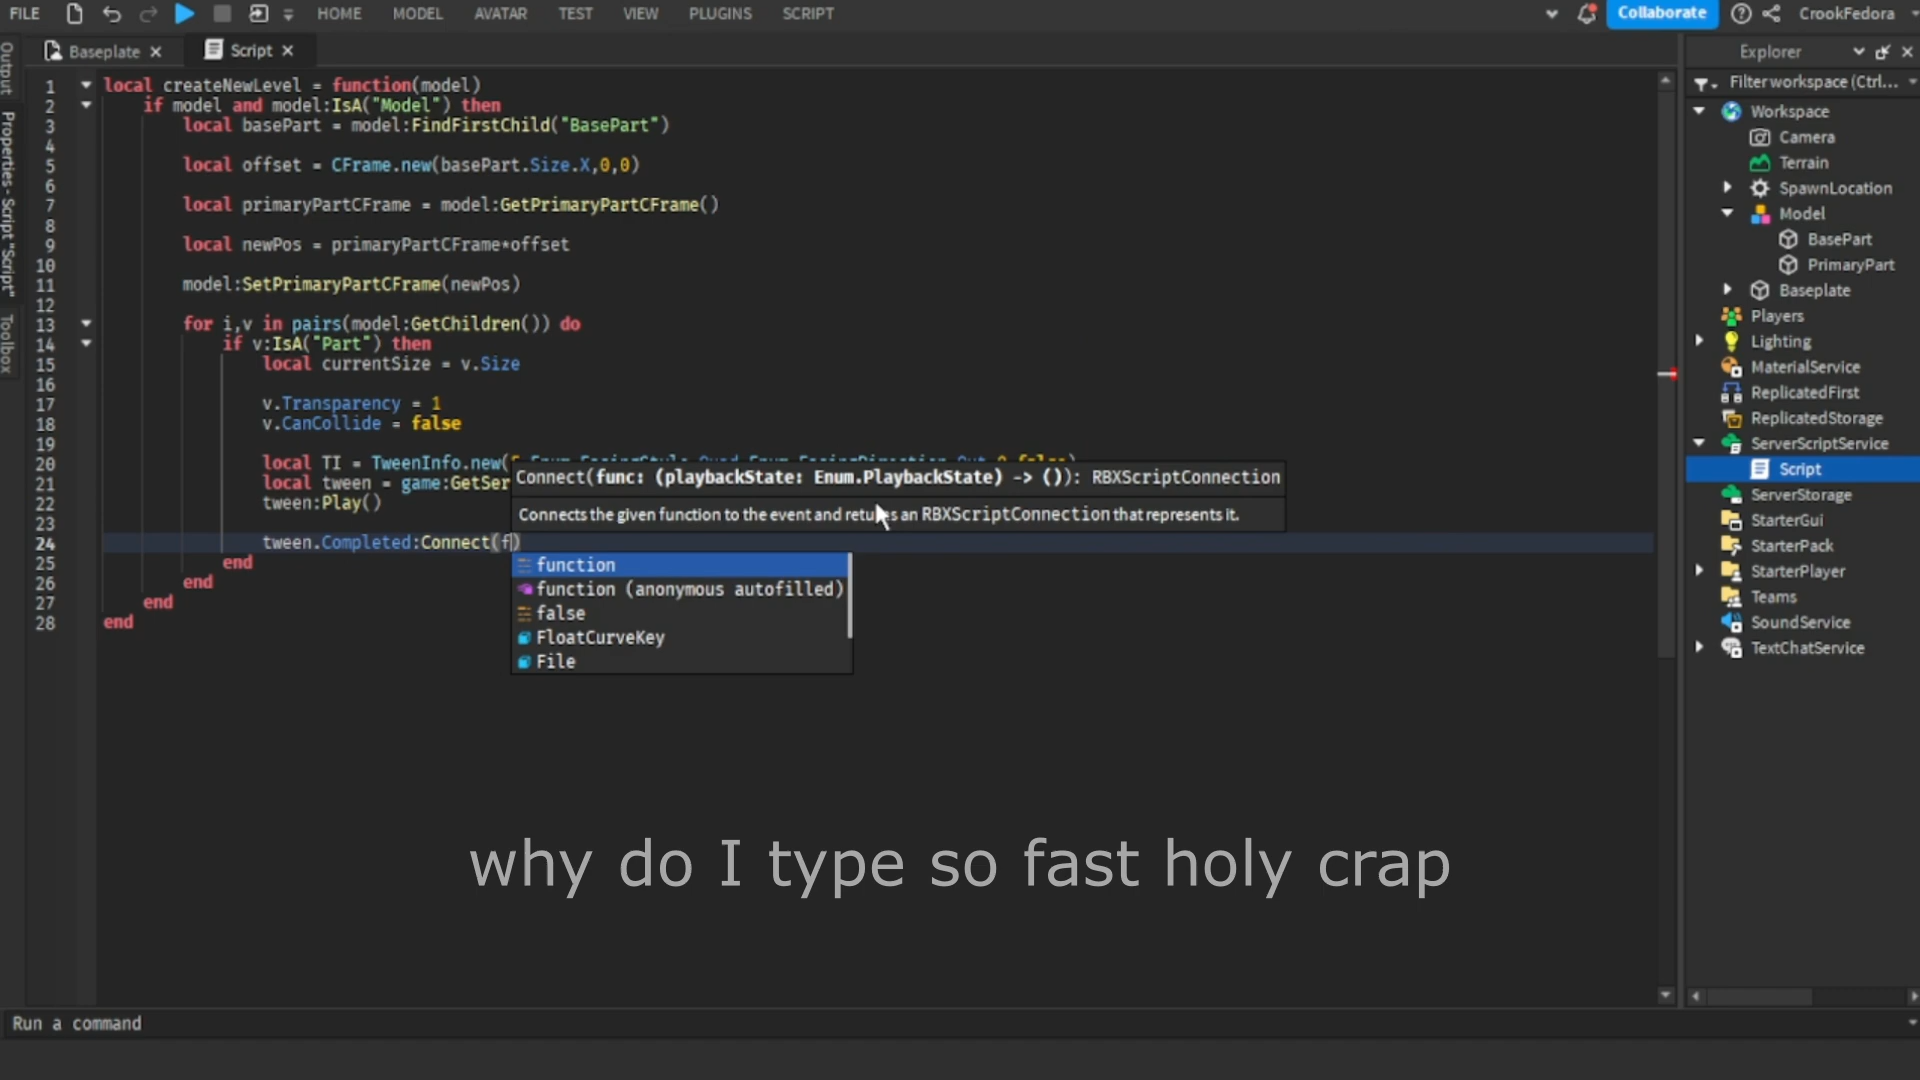 FILE HOME MODEL AVATAR TEST VIEW PLUGINS SCRIPT Collaborate CrookFedora
Baseplate Script
Output
Properties - Script "Script"
Toolbox
1 local createNewLevel = function(model)
2 if model and model:IsA("Model") then
3 local basePart = model:FindFirstChild("BasePart")
4
5 local offset = CFrame.new(basePart.Size.X,0,0)
6
7 local primaryPartCFrame = model:GetPrimaryPartCFrame()
8
9 local newPos = primaryPartCFrame*offset
10
11 model:SetPrimaryPartCFrame(newPos)
12
13 for i,v in pairs(model:GetChildren()) do
14 if v:IsA("Part") then
15 local currentSize = v.Size
16
17 v.Transparency = 1
18 v.CanCollide = false
19
20 local TI = TweenInfo.new(
21 local tween = game:GetSer
22 tween:Play()
23
24 tween.Completed:Connect(f)
25 end
26 end
27 end
28 end
Connect(func: (playbackState: Enum.PlaybackState) -> ()): RBXScriptConnection
Connects the given function to the event and returns an RBXScriptConnection that represents it.
function
function (anonymous autofilled)
false
FloatCurveKey
File
why do I type so fast holy crap
Explorer
Filter workspace (Ctrl...
Workspace
Camera
Terrain
SpawnLocation
Model
BasePart
PrimaryPart
Baseplate
Players
Lighting
MaterialService
ReplicatedFirst
ReplicatedStorage
ServerScriptService
Script
ServerStorage
StarterGui
StarterPack
StarterPlayer
Teams
SoundService
TextChatService
Run a command